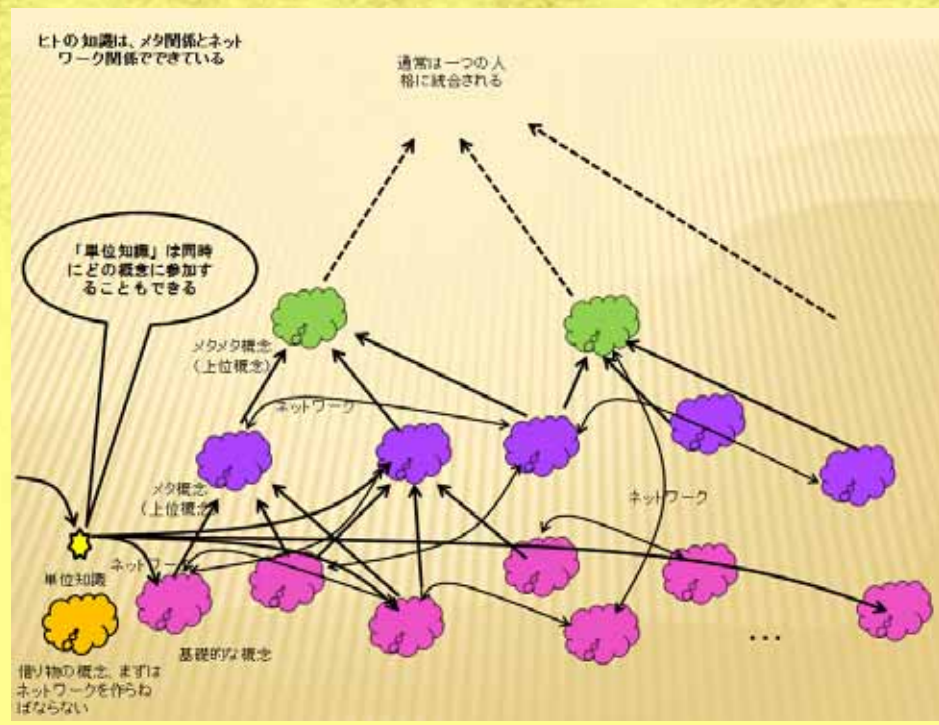 ヒトの知識は、メタ関係とネット
ワーク関係でできている
通常は一つの人
格に統合される
「単位知識」は同時
にどの概念に参加す
ることもできる
メタメタ概念
(上位概念)
ネットワーク
メタ概念
(上位概念
ネットワーク
ネットワーク
単位知識
基礎的な概念
...
借り物の概念、まずは
ネットワークを作らね
ばならない